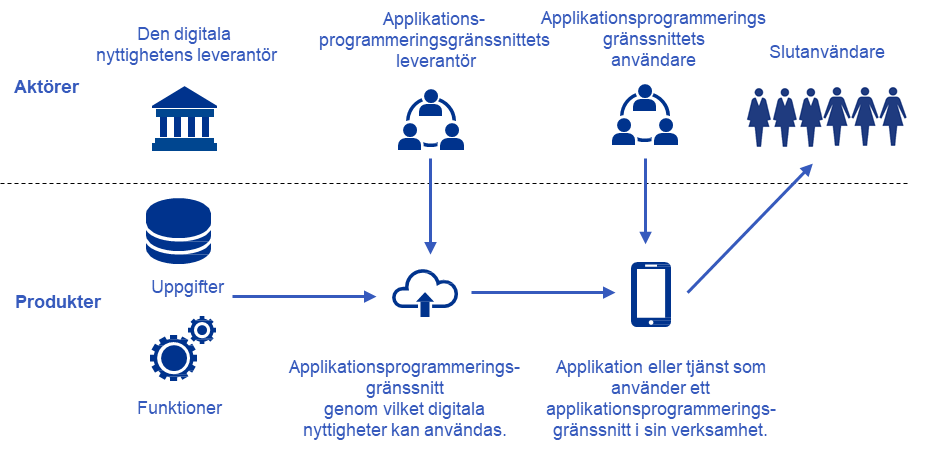 Aktörer
Den digitala
nyttighetens leverantör
Applikations-
programmeringsgränssnittets
leverantör
Applikationsprogrammerings
gränssnittets
användare
Slutanvändare
Produkter
Uppgifter
Funktioner
Applikationsprogrammerings-
gränssnitt
genom vilket digitala
nyttigheter kan användas.
Applikation eller tjänst som
använder ett
applikationsprogrammerings-
gränssnitt i sin verksamhet.